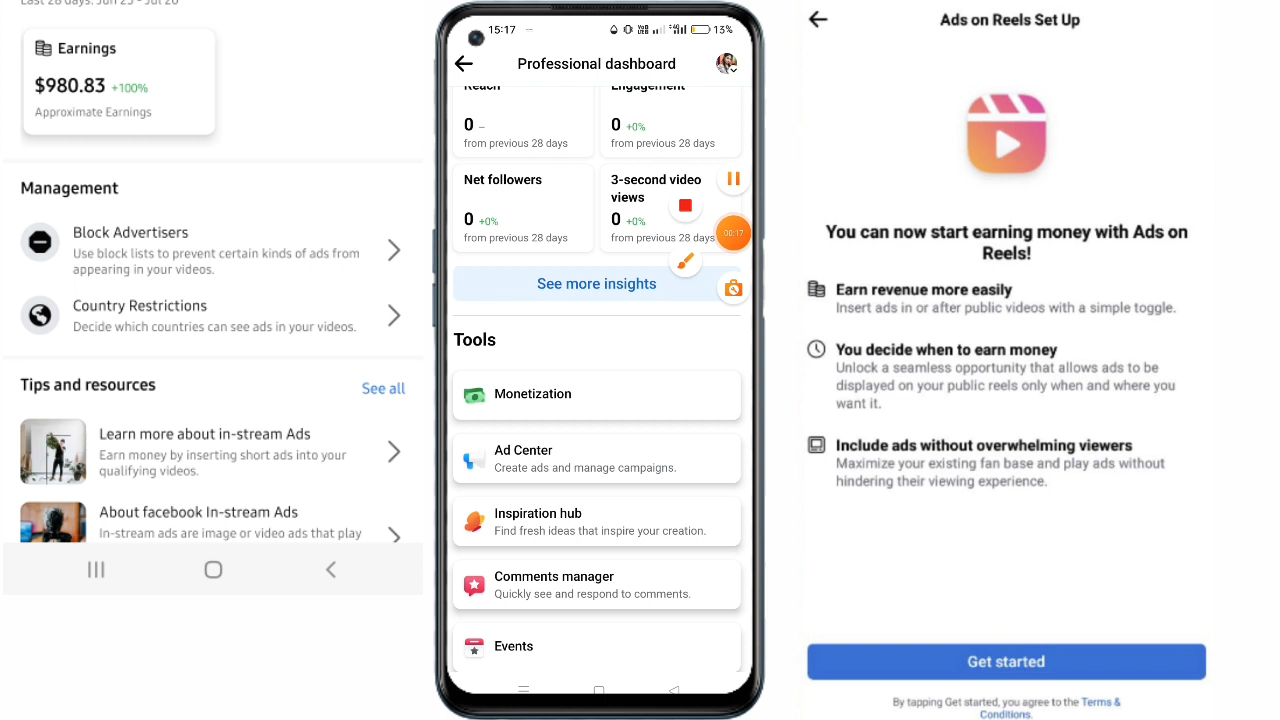 Last 28 days: Jun 23 - Jul 20
Earnings
$980.83 +100%
Approximate Earnings
Management
Block Advertisers
Use block lists to prevent certain kinds of ads from
appearing in your videos.
Country Restrictions
Decide which countries can see ads in your videos.
Tips and resources
See all
Learn more about in-stream Ads
Earn money by inserting short ads into your
qualifying videos.
About facebook In-stream Ads
In-stream ads are image or video ads that play
15:17
13%
Professional dashboard
Reach
0 –
from previous 28 days
Engagement
0 +0%
from previous 28 days
Net followers
0 +0%
from previous 28 days
3-second video
views
0 +0%
from previous 28 days
00:17
See more insights
Tools
Monetization
Ad Center
Create ads and manage campaigns.
Inspiration hub
Find fresh ideas that inspire your creation.
Comments manager
Quickly see and respond to comments.
Events
Ads on Reels Set Up
You can now start earning money with Ads on
Reels!
Earn revenue more easily
Insert ads in or after public videos with a simple toggle.
You decide when to earn money
Unlock a seamless opportunity that allows ads to be
displayed on your public reels only when and where you
want it.
Include ads without overwhelming viewers
Maximize your existing fan base and play ads without
hindering their viewing experience.
Get started
By tapping Get started, you agree to the Terms &
Conditions.